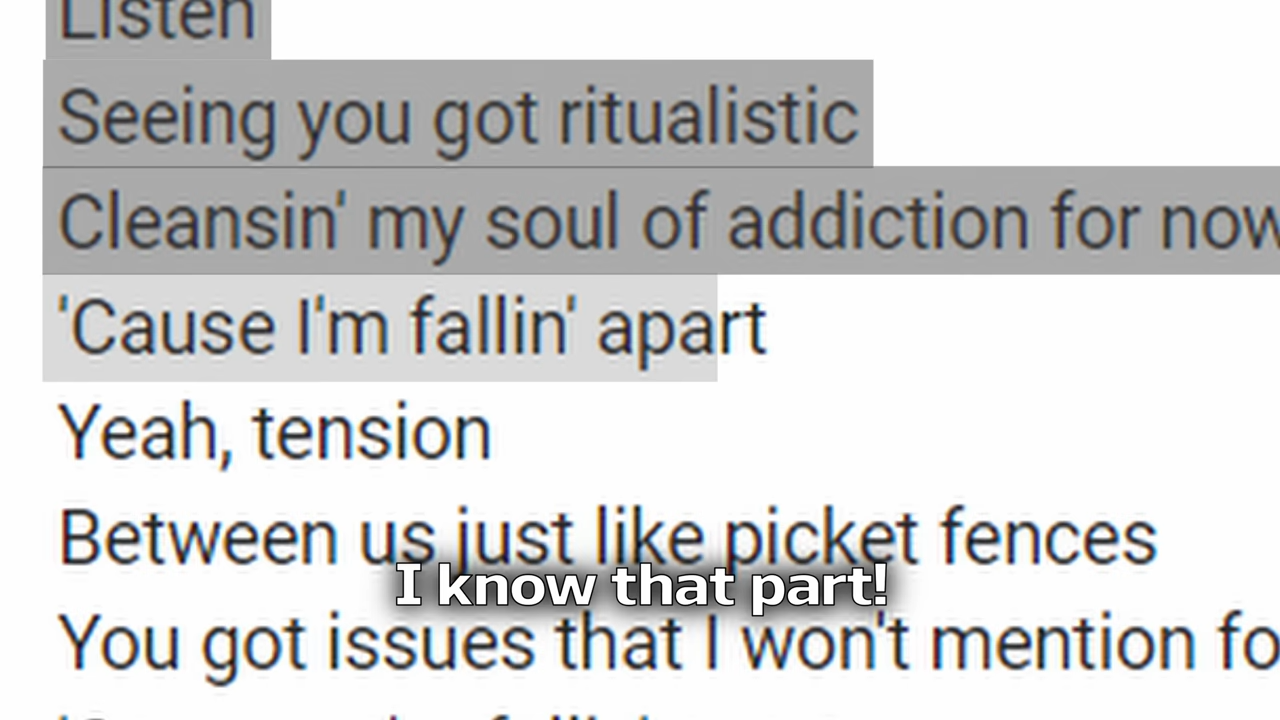 Listen
Seeing you got ritualistic
Cleansin' my soul of addiction for now
'Cause I'm fallin' apart
Yeah, tension
Between us just like picket fences
I know that part!
You got issues that I won't mention fo